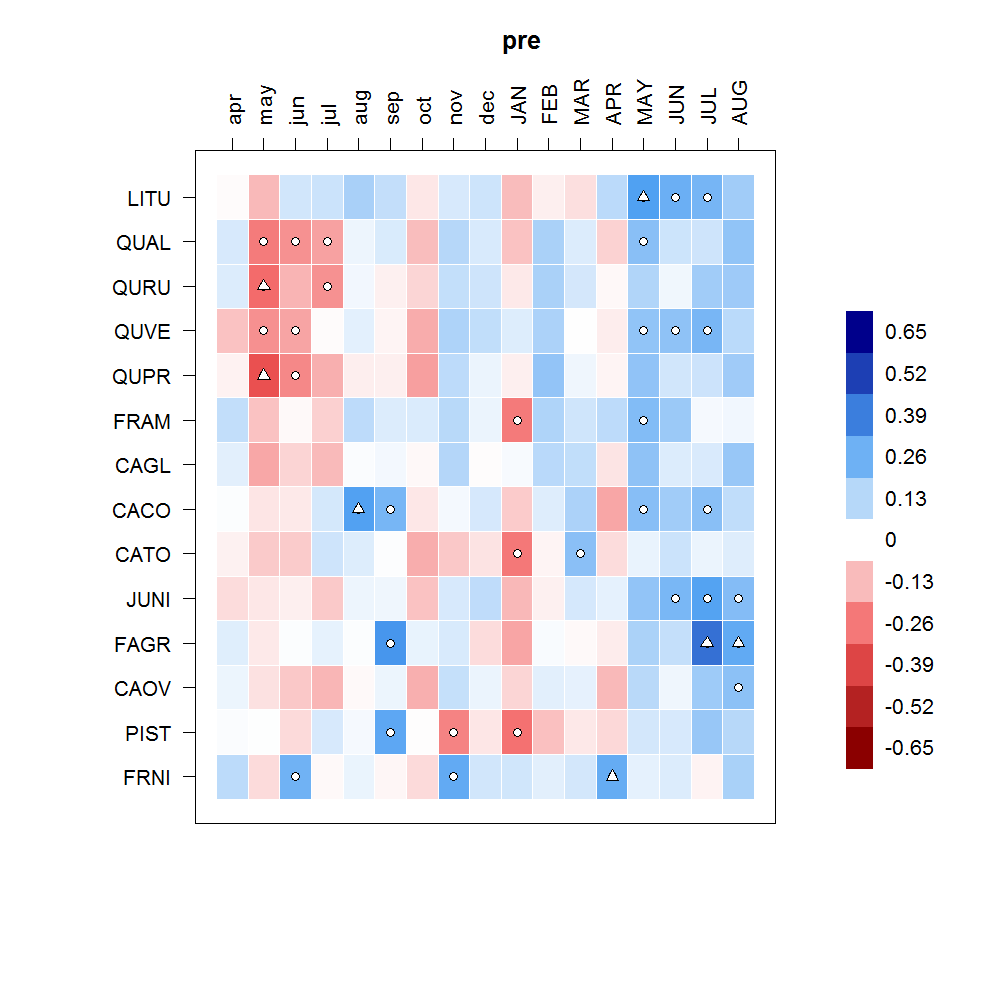 pre
apr may jun jul aug sep oct nov dec JAN FEB MAR APR MAY JUN JUL AUG
LITU
QUAL
QURU
QUVE
QUPR
FRAM
CAGL
CACO
CATO
JUNI
FAGR
CAOV
PIST
FRNI
0.65
0.52
0.39
0.26
0.13
0
-0.13
-0.26
-0.39
-0.52
-0.65